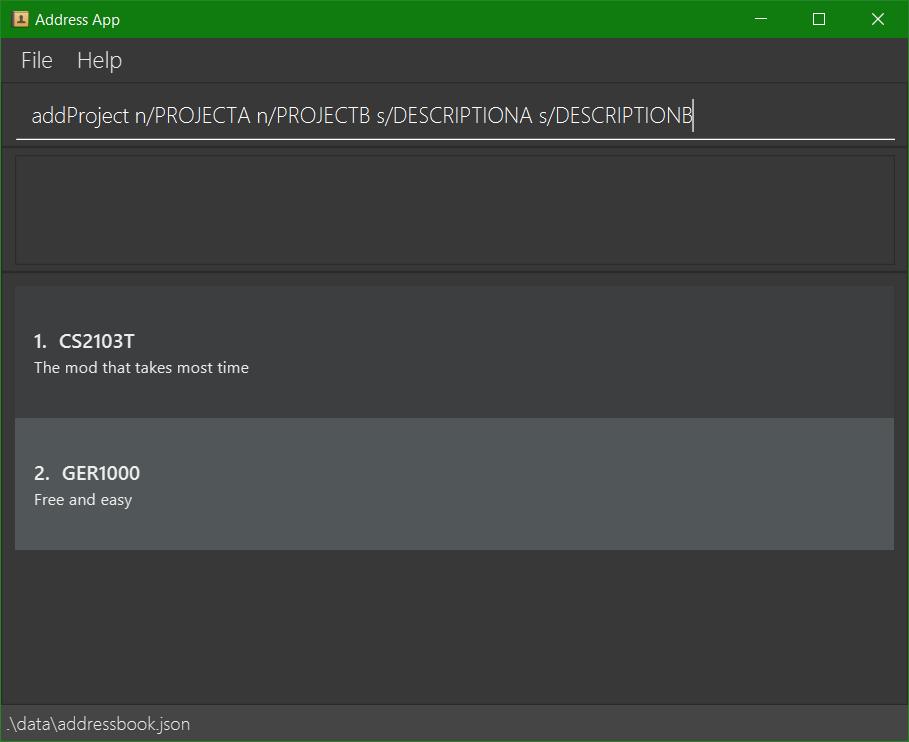 Address App
File Help
addProject n/PROJECTA n/PROJECTB s/DESCRIPTIONA s/DESCRIPTIONB
1. CS2103T
The mod that takes most time
2. GER1000
Free and easy
.\data\addressbook.json